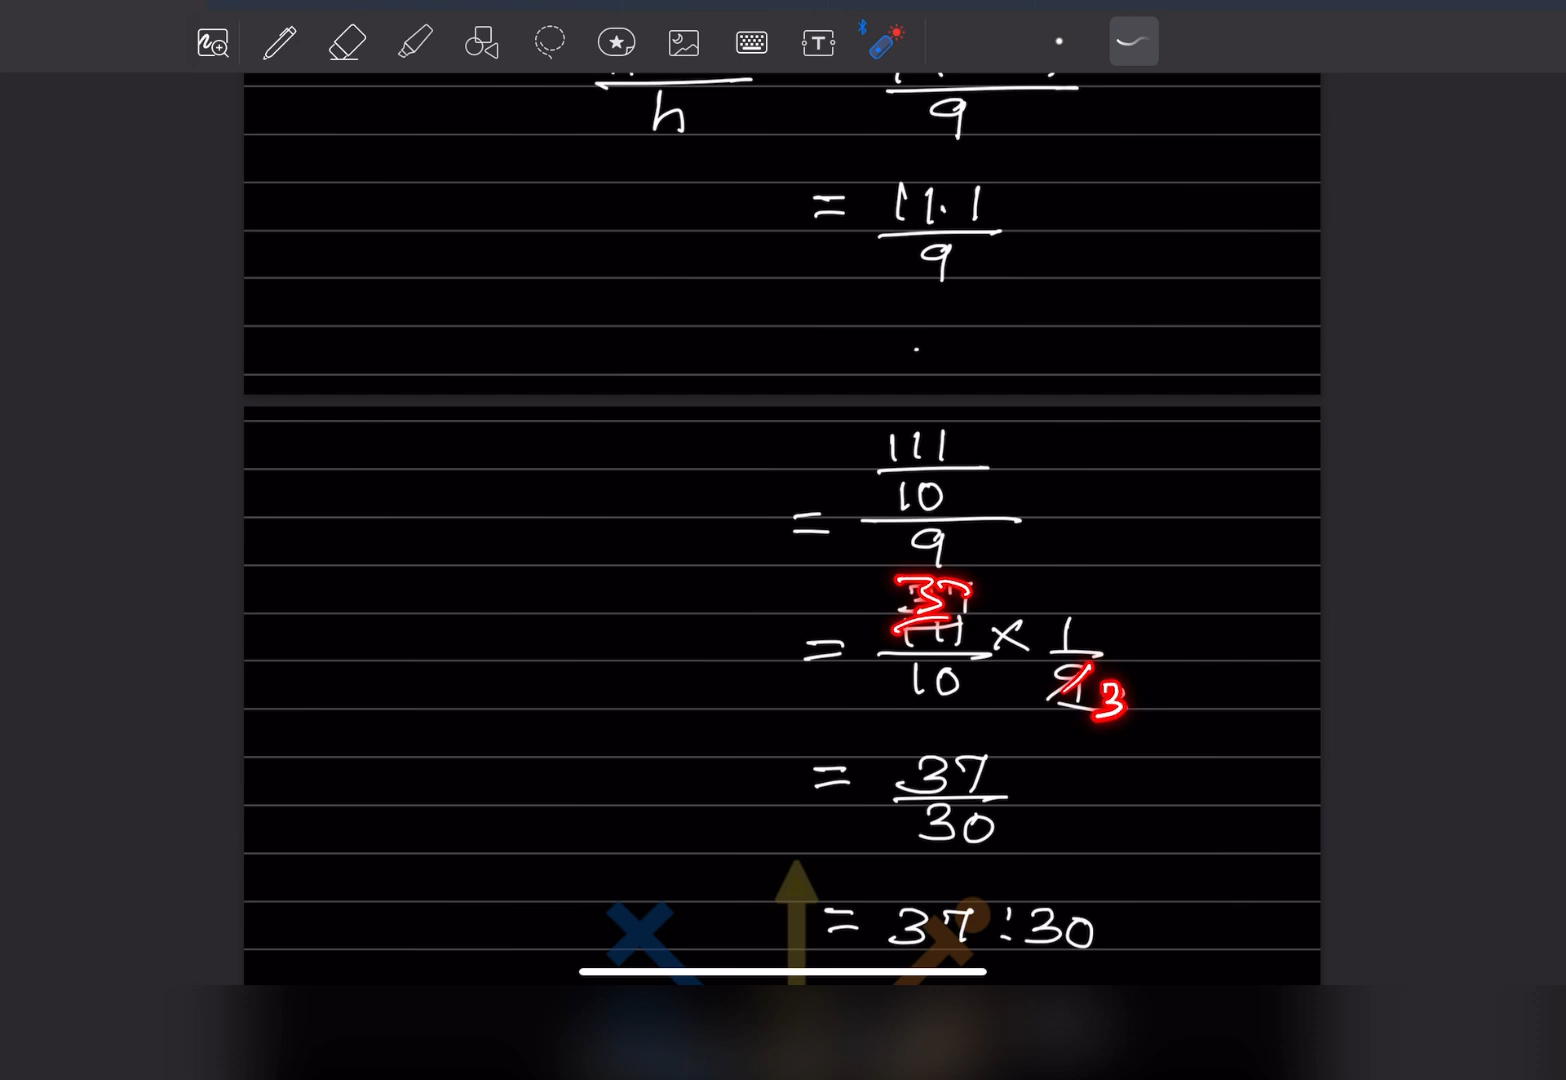 h 9
= 11.1
9
111
10
= 9
37
= 111 × 1
10 9 3
= 37
30
= 37 : 30